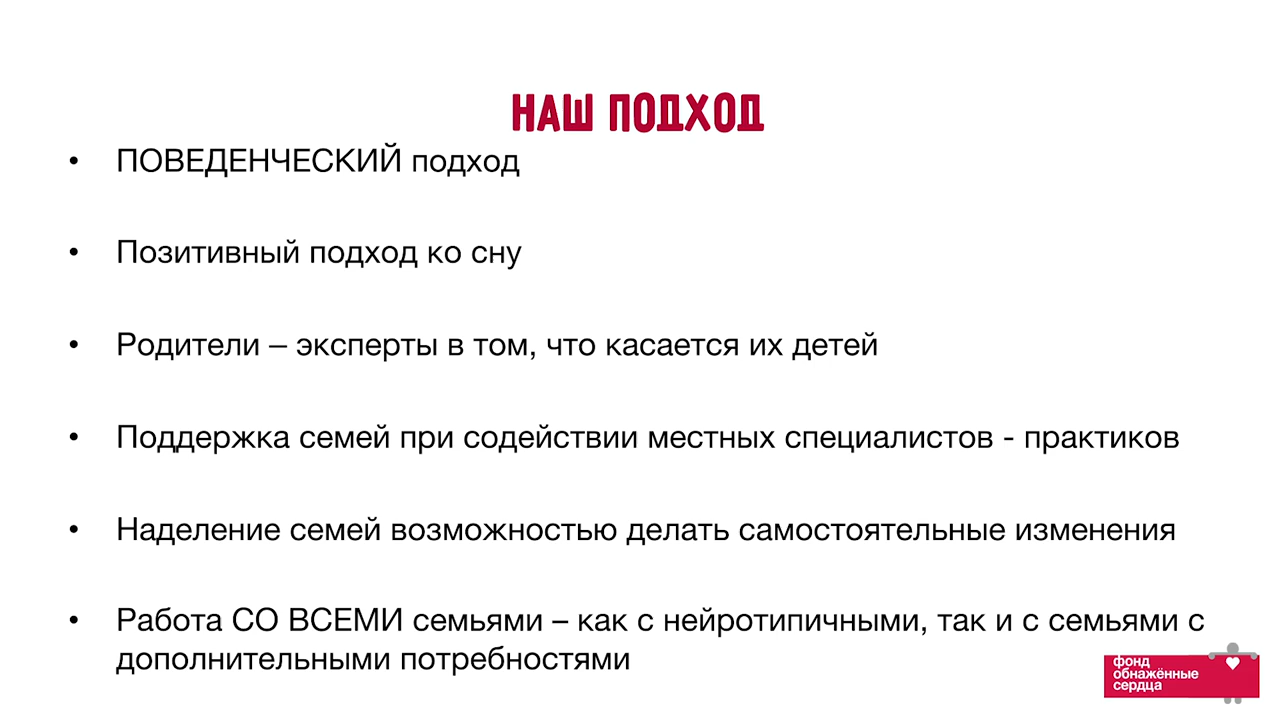 НАШ ПОДХОД
• ПОВЕДЕНЧЕСКИЙ подход
• Позитивный подход ко сну
• Родители – эксперты в том, что касается их детей
• Поддержка семей при содействии местных специалистов - практиков
• Наделение семей возможностью делать самостоятельные изменения
• Работа СО ВСЕМИ семьями – как с нейротипичными, так и с семьями с
дополнительными потребностями
фонд
обнажённые
сердца